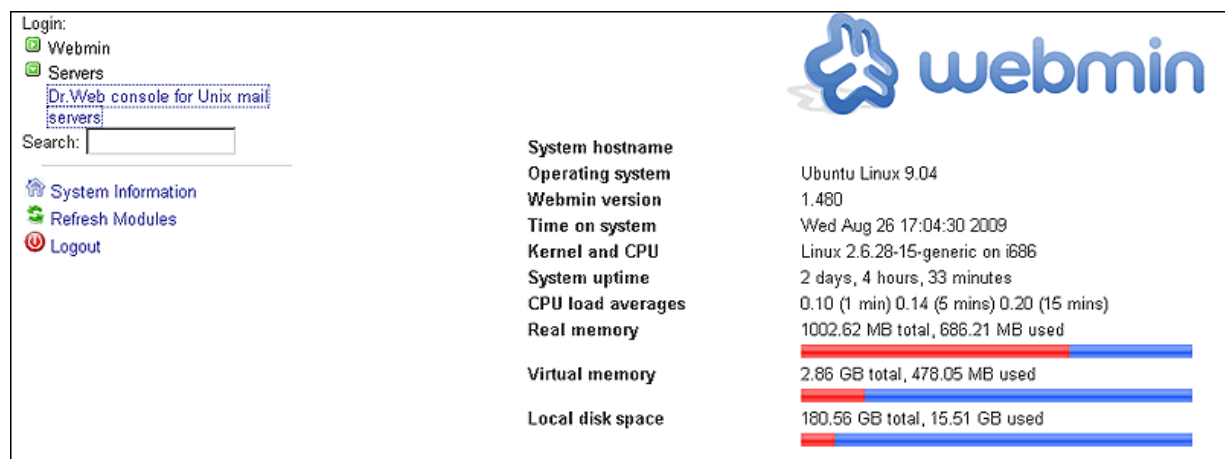 Login:
Webmin
Servers
Dr.Web console for Unix mail
servers
Search:
System Information
Refresh Modules
Logout
webmin
System hostname
Operating system Ubuntu Linux 9.04
Webmin version 1.480
Time on system Wed Aug 26 17:04:30 2009
Kernel and CPU Linux 2.6.28-15-generic on i686
System uptime 2 days, 4 hours, 33 minutes
CPU load averages 0.10 (1 min) 0.14 (5 mins) 0.20 (15 mins)
Real memory 1002.62 MB total, 686.21 MB used
Virtual memory 2.86 GB total, 478.05 MB used
Local disk space 180.56 GB total, 15.51 GB used